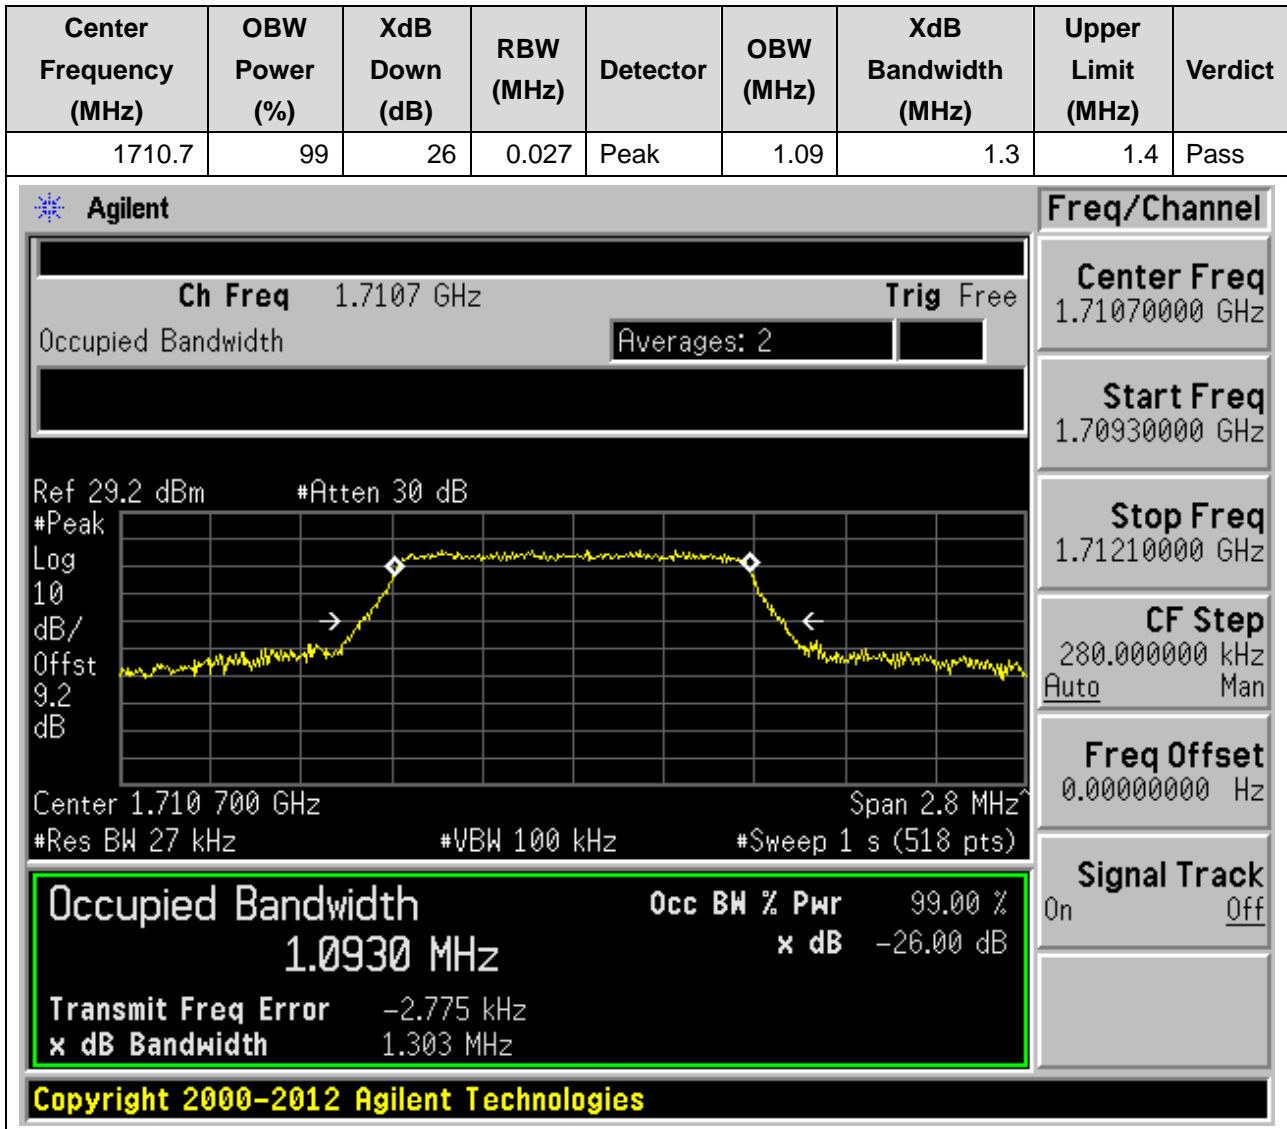 Center Frequency (MHz) OBW Power (%) XdB Down (dB) RBW (MHz) Detector OBW (MHz) XdB Bandwidth (MHz) Upper Limit (MHz) Verdict
1710.7 99 26 0.027 Peak 1.09 1.3 1.4 Pass
Agilent
Freq/Channel
Ch Freq 1.7107 GHz Trig Free
Occupied Bandwidth Averages: 2
Center Freq
1.71070000 GHz
Start Freq
1.70930000 GHz
Stop Freq
1.71210000 GHz
CF Step
280.000000 kHz
Auto Man
Freq Offset
0.00000000 Hz
Signal Track
On Off
Ref 29.2 dBm #Atten 30 dB
#Peak
Log
10
dB/
Offst
9.2
dB
Center 1.710 700 GHz Span 2.8 MHz^
#Res BW 27 kHz #VBW 100 kHz #Sweep 1 s (518 pts)
Occupied Bandwidth Occ BW % Pwr 99.00 %
1.0930 MHz x dB -26.00 dB
Transmit Freq Error -2.775 kHz
x dB Bandwidth 1.303 MHz
Copyright 2000-2012 Agilent Technologies